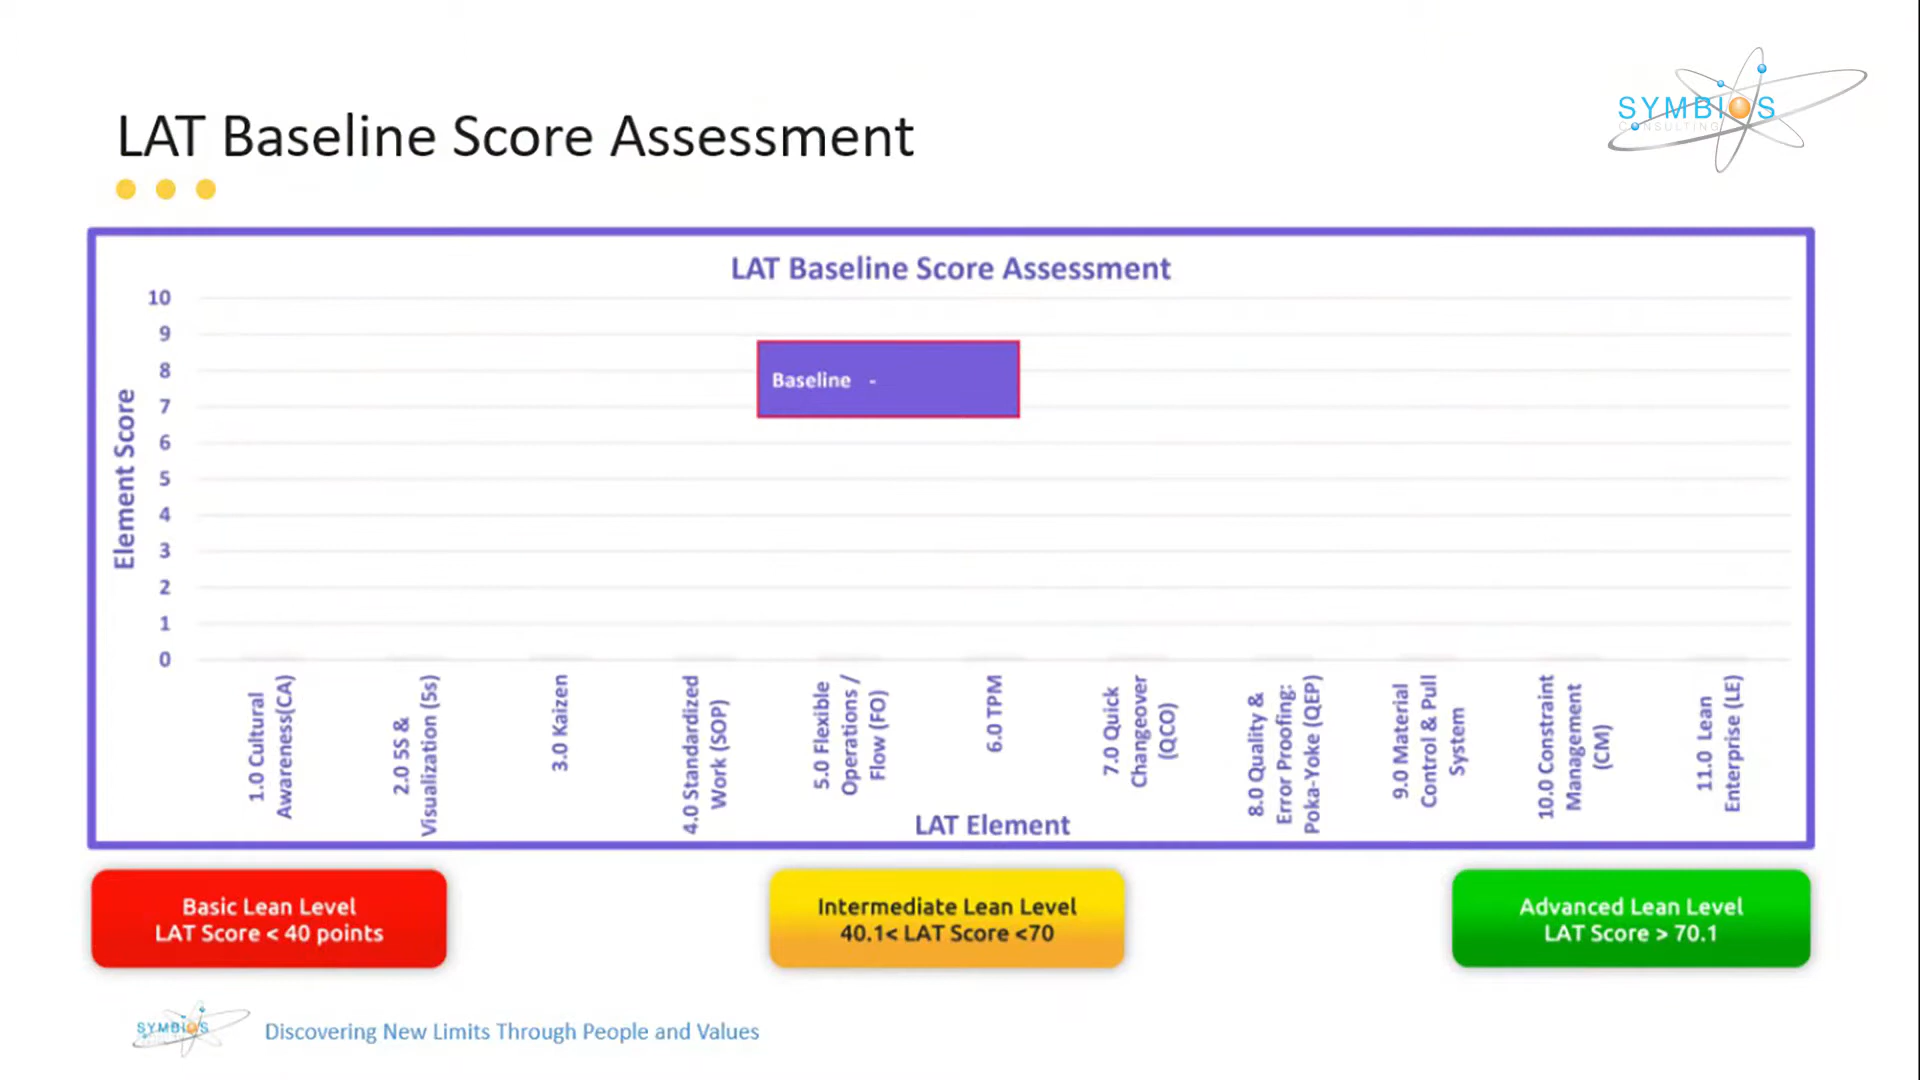 SYMBIOS
CONSULTING
LAT Baseline Score Assessment
LAT Baseline Score Assessment
10
9
8
7
6
5
4
3
2
1
0
Element Score
Baseline -
1.0 Cultural
Awareness(CA)
2.0 5S &
Visualization (5s)
3.0 Kaizen
4.0 Standardized
Work (SOP)
5.0 Flexible
Operations /
Flow (FO)
6.0 TPM
7.0 Quick
Changeover
(QCO)
8.0 Quality &
Error Proofing:
Poka-Yoke (QEP)
9.0 Material
Control & Pull
System
10.0 Constraint
Management
(CM)
11.0 Lean
Enterprise (LE)
LAT Element
Basic Lean Level
LAT Score < 40 points
Intermediate Lean Level
40.1< LAT Score <70
Advanced Lean Level
LAT Score > 70.1
SYMBIOS
Discovering New Limits Through People and Values